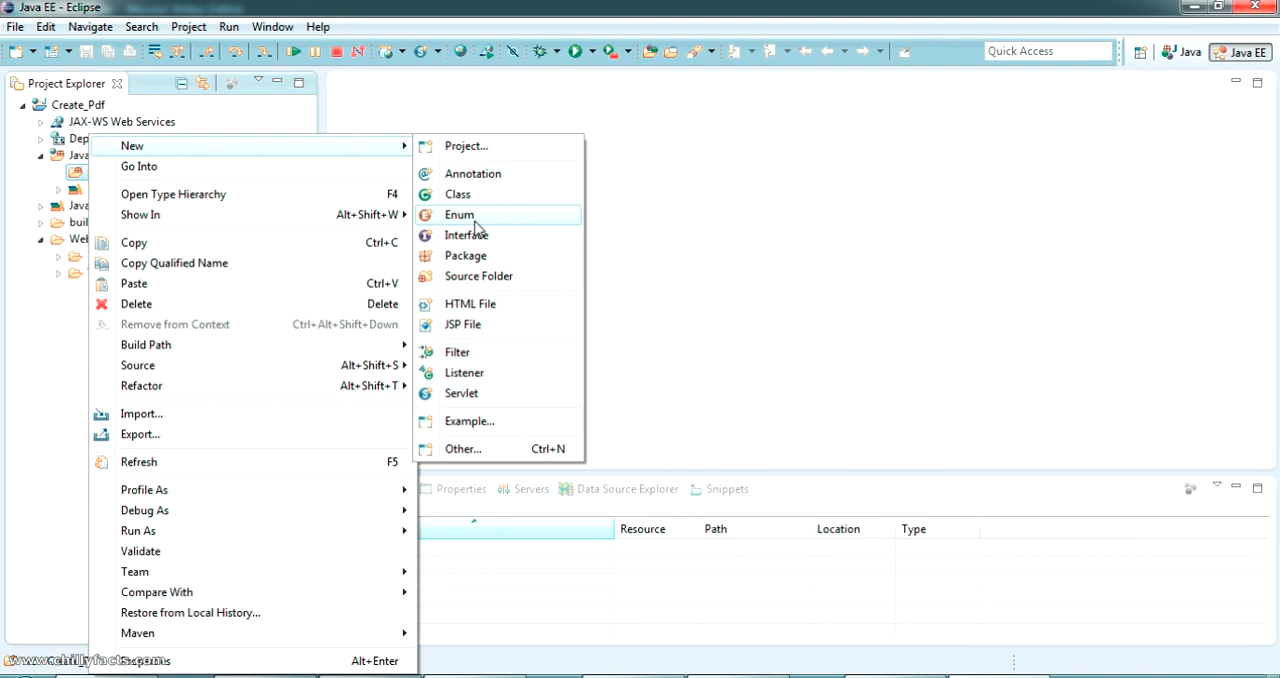 Java EE - Eclipse
File Edit Navigate Search Project Run Window Help
Quick Access
Java
Java EE
Project Explorer
Create_Pdf
JAX-WS Web Services
Dep
Java
Java
buil
Web
New
Go Into
Open Type Hierarchy F4
Show In Alt+Shift+W
Copy Ctrl+C
Copy Qualified Name
Paste Ctrl+V
Delete Delete
Remove from Context Ctrl+Alt+Shift+Down
Build Path
Source Alt+Shift+S
Refactor Alt+Shift+T
Import...
Export...
Refresh F5
Profile As
Debug As
Run As
Validate
Team
Compare With
Restore from Local History...
Maven
Alt+Enter
Project...
Annotation
Class
Enum
Interface
Package
Source Folder
HTML File
JSP File
Filter
Listener
Servlet
Example...
Other... Ctrl+N
Properties Servers Data Source Explorer Snippets
Resource Path Location Type
www.chillyfacts.com